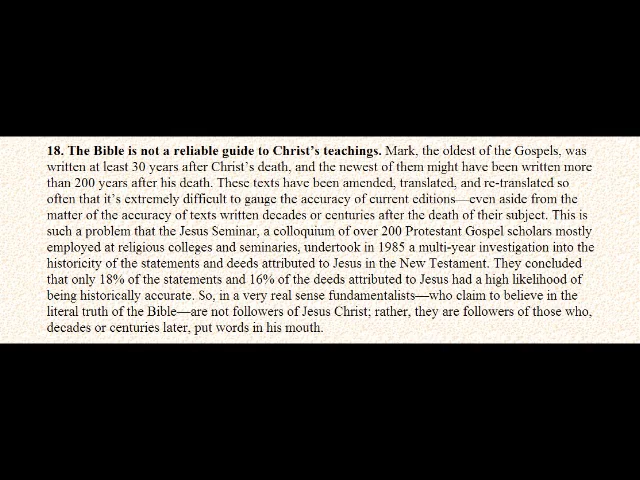 18. The Bible is not a reliable guide to Christ's teachings. Mark, the oldest of the Gospels, was
written at least 30 years after Christ's death, and the newest of them might have been written more
than 200 years after his death. These texts have been amended, translated, and re-translated so
often that it's extremely difficult to gauge the accuracy of current editions—even aside from the
matter of the accuracy of texts written decades or centuries after the death of their subject. This is
such a problem that the Jesus Seminar, a colloquium of over 200 Protestant Gospel scholars mostly
employed at religious colleges and seminaries, undertook in 1985 a multi-year investigation into the
historicity of the statements and deeds attributed to Jesus in the New Testament. They concluded
that only 18% of the statements and 16% of the deeds attributed to Jesus had a high likelihood of
being historically accurate. So, in a very real sense fundamentalists—who claim to believe in the
literal truth of the Bible—are not followers of Jesus Christ; rather, they are followers of those who,
decades or centuries later, put words in his mouth.